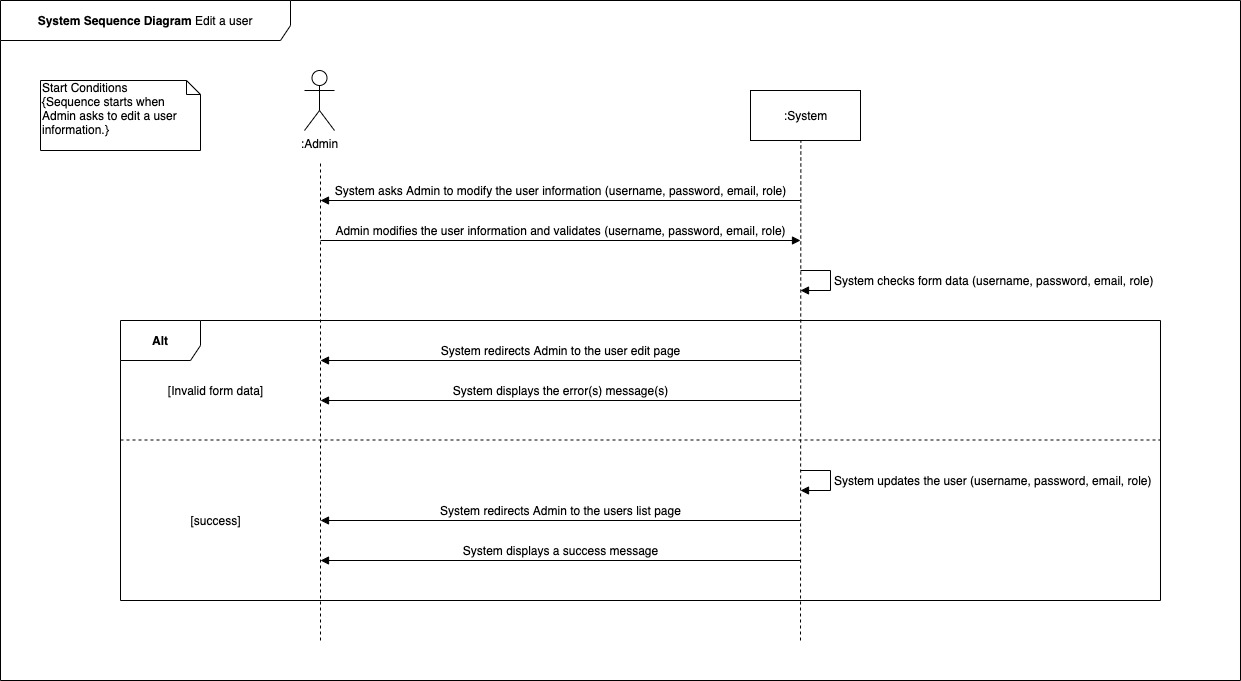 System Sequence Diagram Edit a user
Start Conditions
{Sequence starts when
Admin asks to edit a user
information.}
:Admin
:System
System asks Admin to modify the user information (username, password, email, role)
Admin modifies the user information and validates (username, password, email, role)
System checks form data (username, password, email, role)
Alt
System redirects Admin to the user edit page
[Invalid form data]
System displays the error(s) message(s)
System updates the user (username, password, email, role)
System redirects Admin to the users list page
[success]
System displays a success message